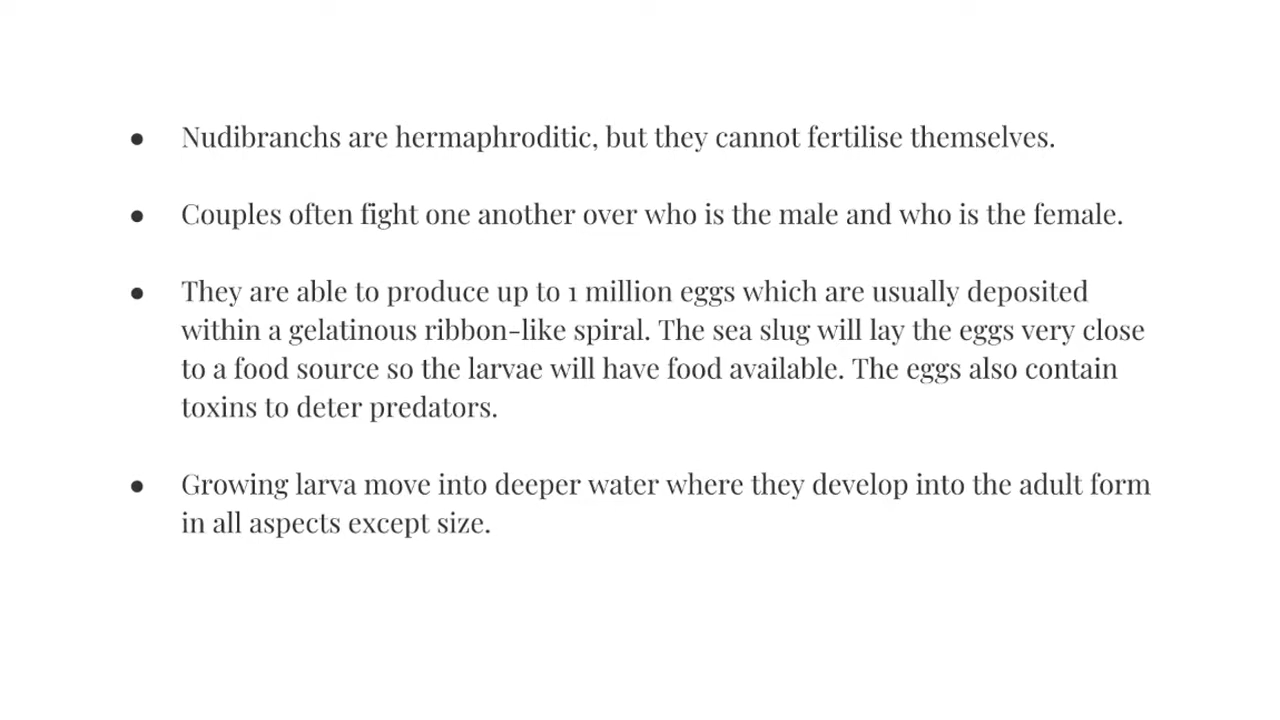 ● Nudibranchs are hermaphroditic, but they cannot fertilise themselves.
● Couples often fight one another over who is the male and who is the female.
● They are able to produce up to 1 million eggs which are usually deposited
within a gelatinous ribbon-like spiral. The sea slug will lay the eggs very close
to a food source so the larvae will have food available. The eggs also contain
toxins to deter predators.
● Growing larva move into deeper water where they develop into the adult form
in all aspects except size.